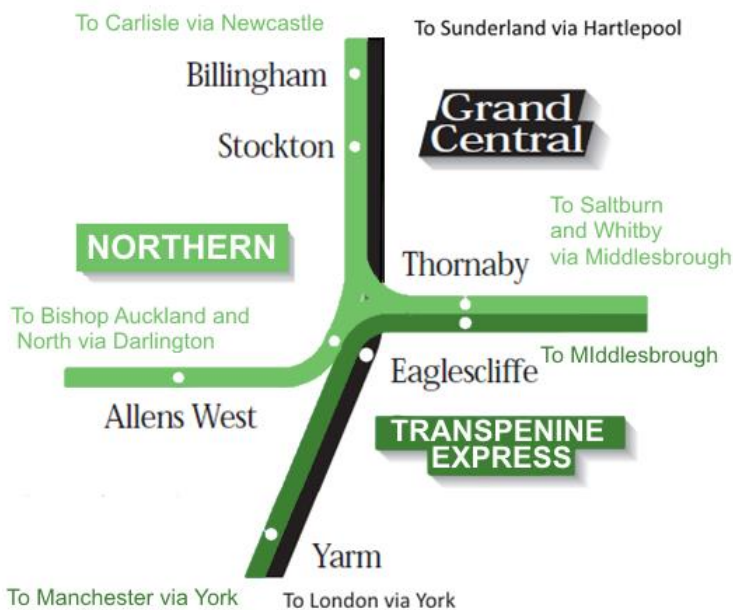 To Carlisle via Newcastle
To Sunderland via Hartlepool
Billingham
Grand
Central
Stockton
To Saltburn
and Whitby
via Middlesbrough
NORTHERN
Thornaby
To Bishop Auckland and
North via Darlington
To MIddlesbrough
Eaglescliffe
Allens West
TRANSPENINE
EXPRESS
Yarm
To Manchester via York
To London via York